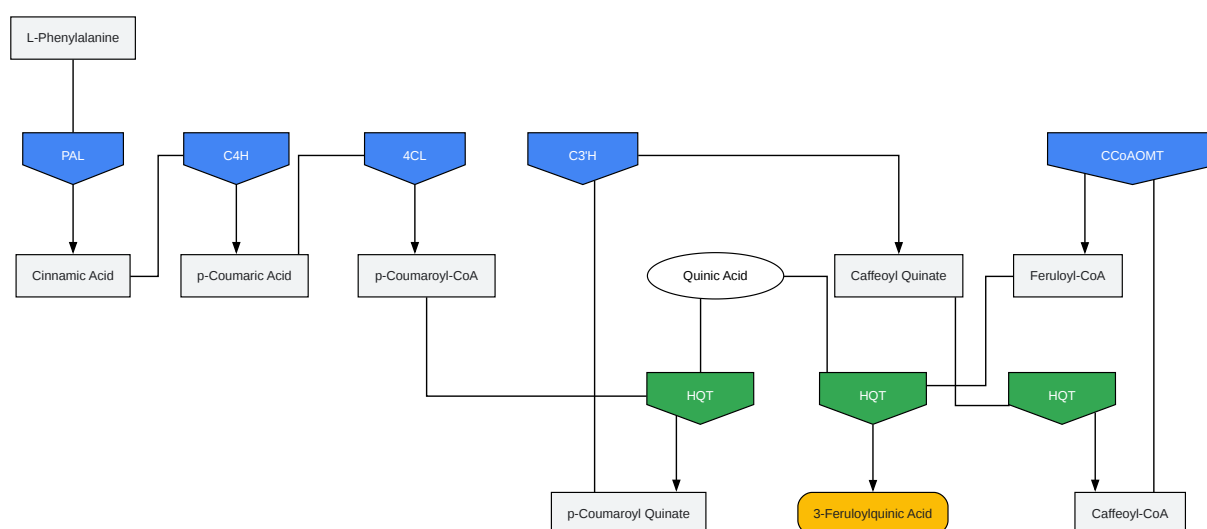 L-Phenylalanine
PAL
C4H
4CL
C3'H
CCoAOMT
Cinnamic Acid
p-Coumaric Acid
p-Coumaroyl-CoA
Quinic Acid
Caffeoyl Quinate
Feruloyl-CoA
HQT
HQT
HQT
p-Coumaroyl Quinate
3-Feruloylquinic Acid
Caffeoyl-CoA